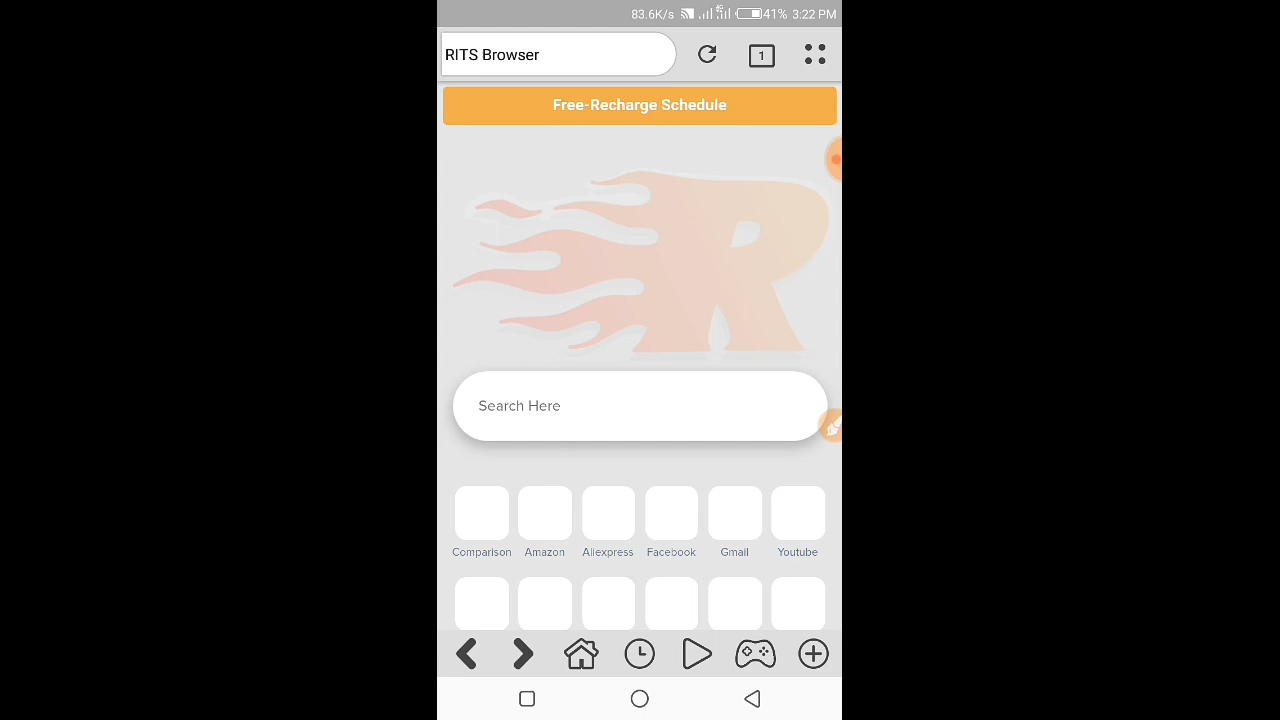 83.6K/s 4G 41% 3:22 PM
RITS Browser
1
Free-Recharge Schedule
R
Search Here
Comparison Amazon Aliexpress Facebook Gmail Youtube